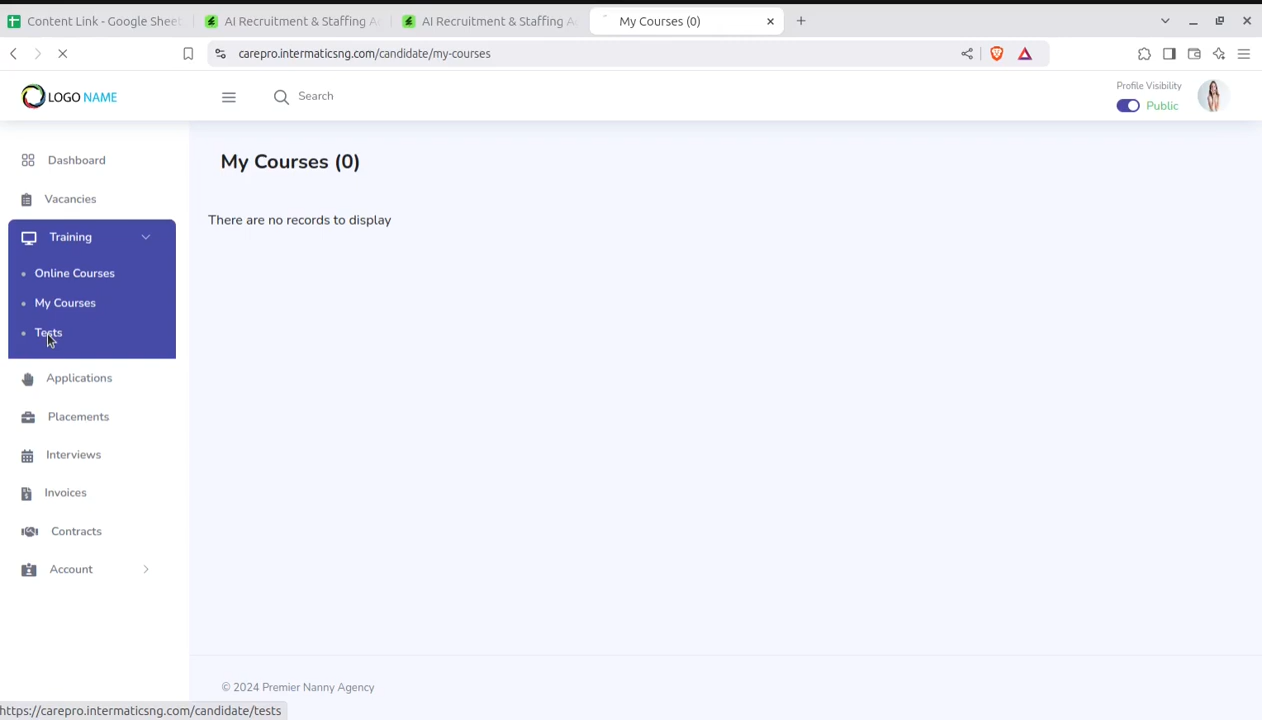 Content Link - Google Sheet
AI Recruitment & Staffing A
AI Recruitment & Staffing A
My Courses (0)
carepro.intermaticsng.com/candidate/my-courses
LOGO NAME
Search
Profile Visibility
Public
Dashboard
Vacancies
Training
Online Courses
My Courses
Tests
Applications
Placements
Interviews
Invoices
Contracts
Account
My Courses (0)
There are no records to display
© 2024 Premier Nanny Agency
https://carepro.intermaticsng.com/candidate/tests